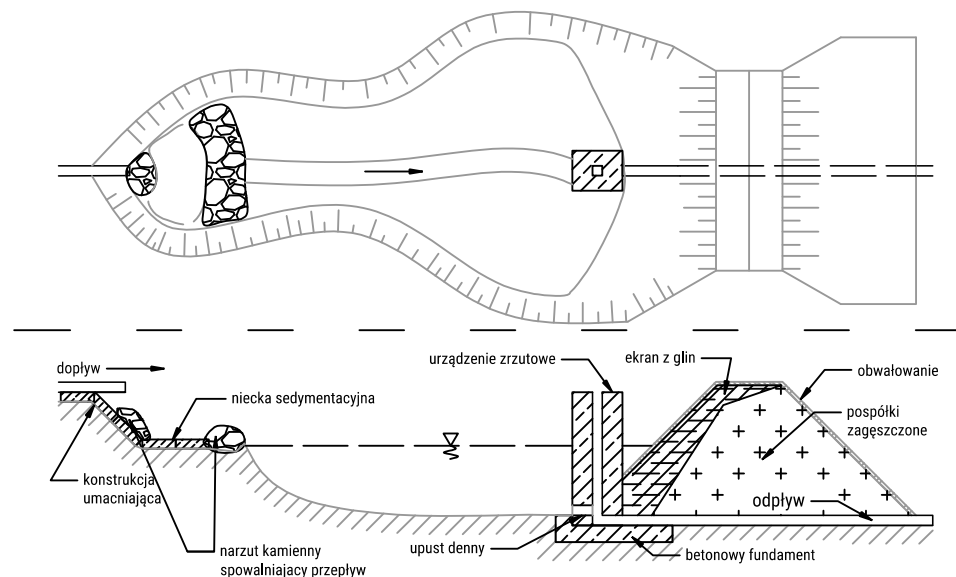 dopływ
niecka sedymentacyjna
konstrukcja
umacniająca
narzut kamienny
spowalniajacy przepływ
urządzenie zrzutowe
ekran z glin
obwałowanie
pospółki
zagęszczone
odpływ
upust denny
betonowy fundament